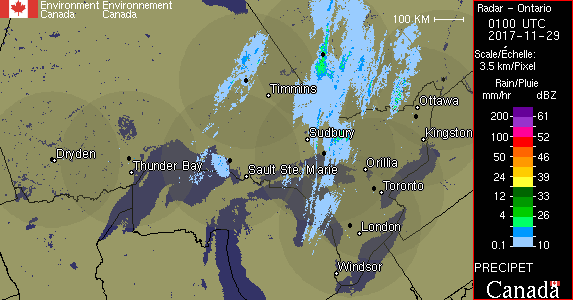 Environment Environnement
Canada Canada
100 KM
Timmins
Ottawa
Sudbury
Kingston
Dryden
Thunder Bay
Sault Ste. Marie
Orillia
Toronto
London
Windsor
Radar - Ontario
0100 UTC
2017-11-29
Scale/Échelle:
3.5 km/Pixel
Rain/Pluie
mm/hr dBZ
200 61
100 52
50 46
24 39
12 33
4 26
0.1 10
PRECIPET
Canada